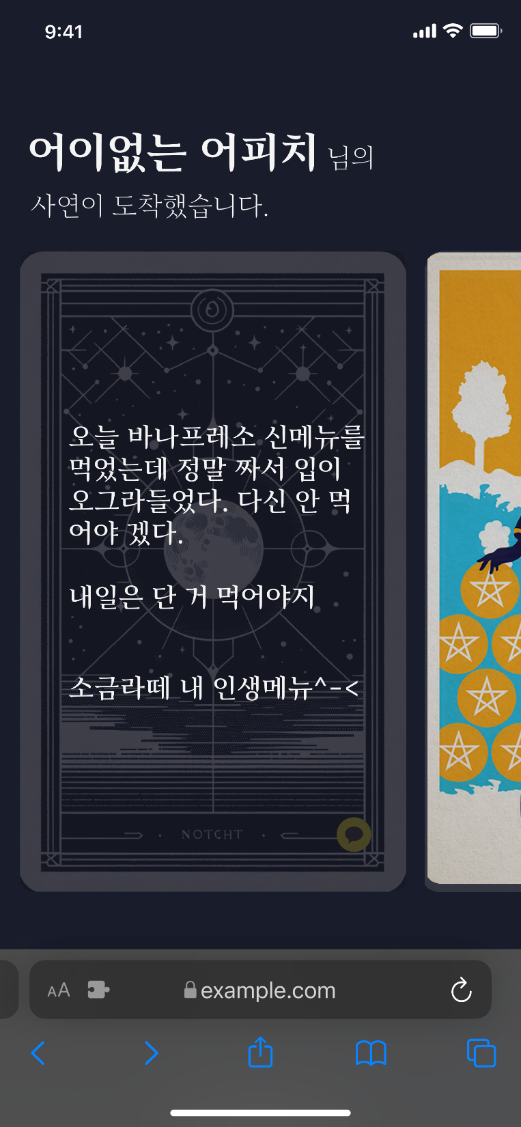 9:41
어이없는 어피치 님의
사연이 도착했습니다.
오늘 바나프레소 신메뉴를
먹었는데 정말 짜서 입이
오그라들었다. 다신 안 먹
어야 겠다.
내일은 단 거 먹어야지
소금라떼 내 인생메뉴^-<
NOTCHT
AA
example.com